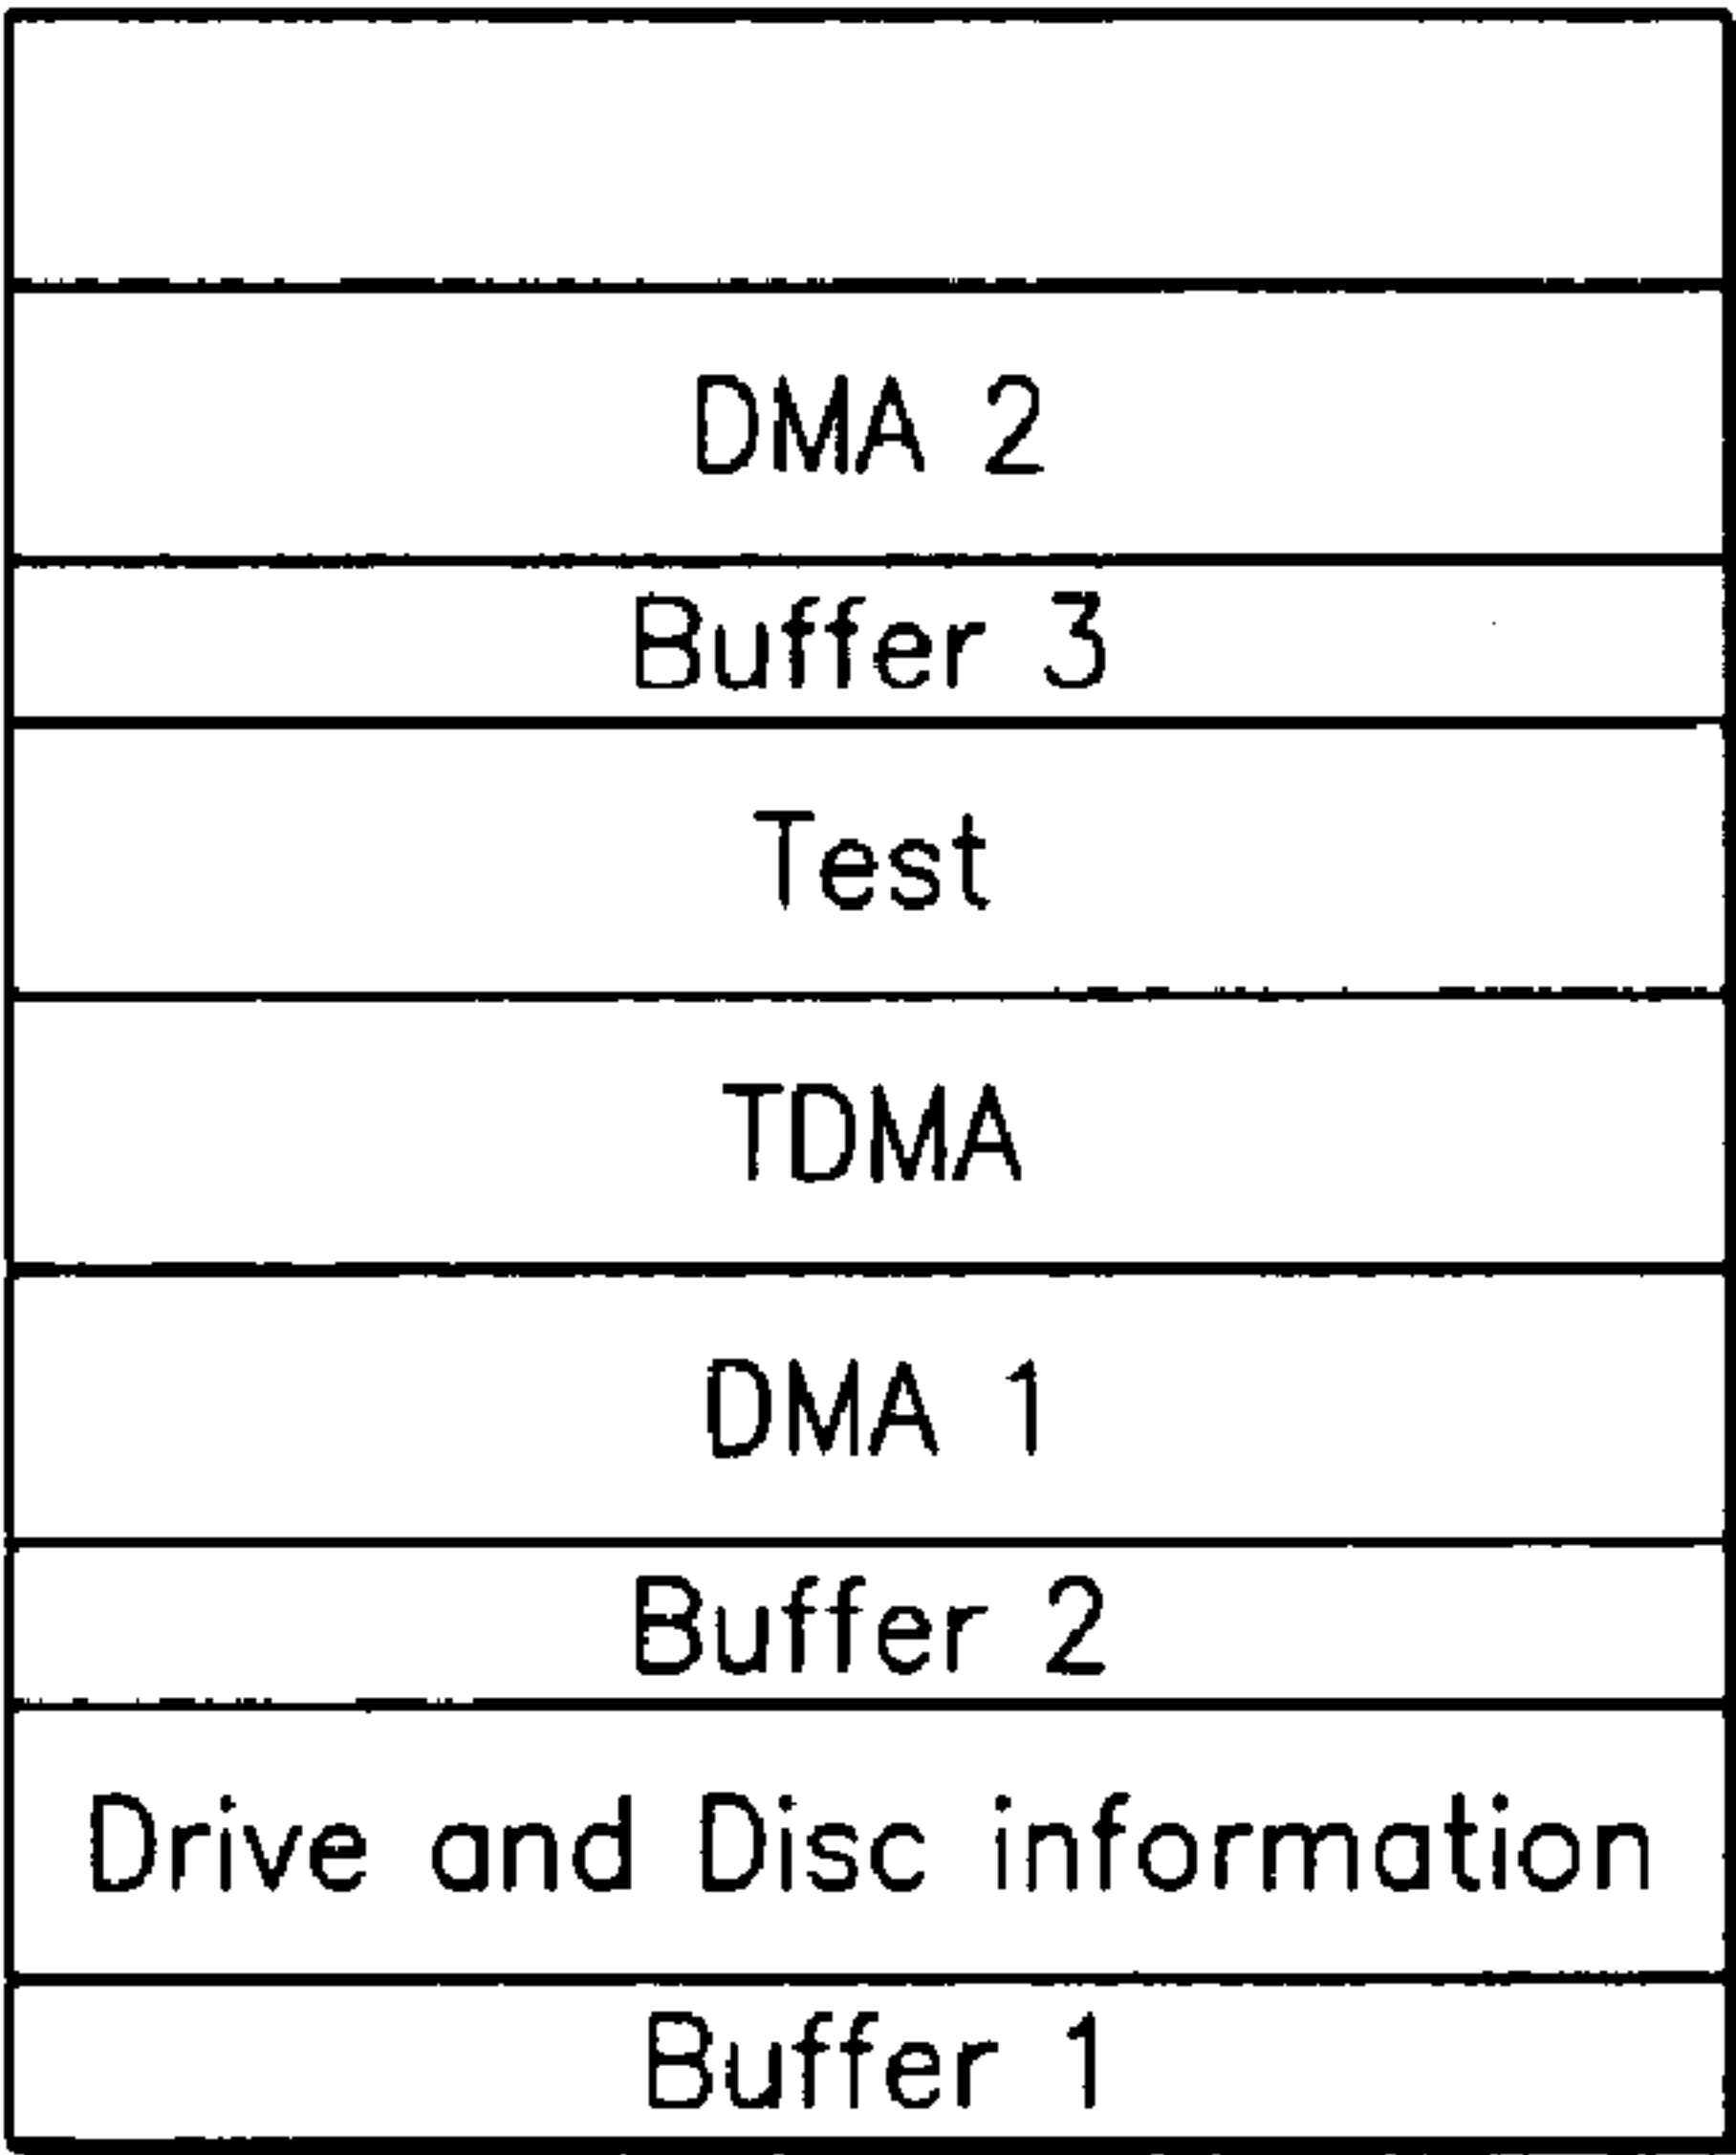 DMA 2
Buffer 3
Test
TDMA
DMA 1
Buffer 2
Drive and Disc information
Buffer 1